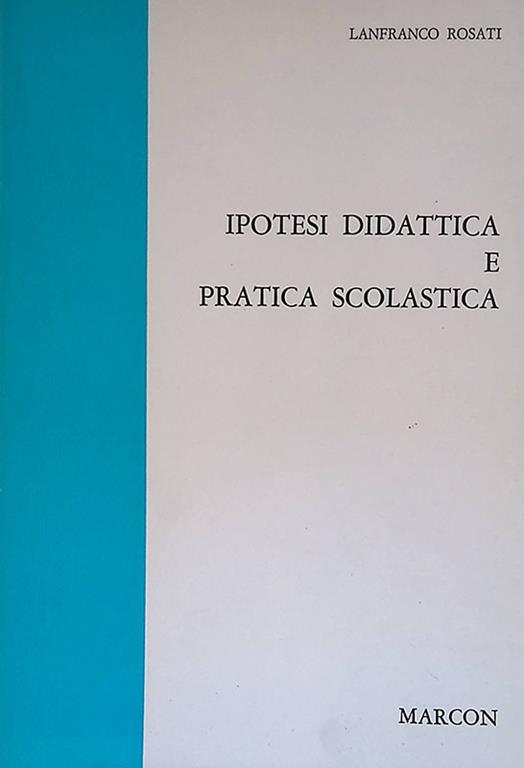 LANFRANCO ROSATI
IPOTESI DIDATTICA
E
PRATICA SCOLASTICA
MARCON